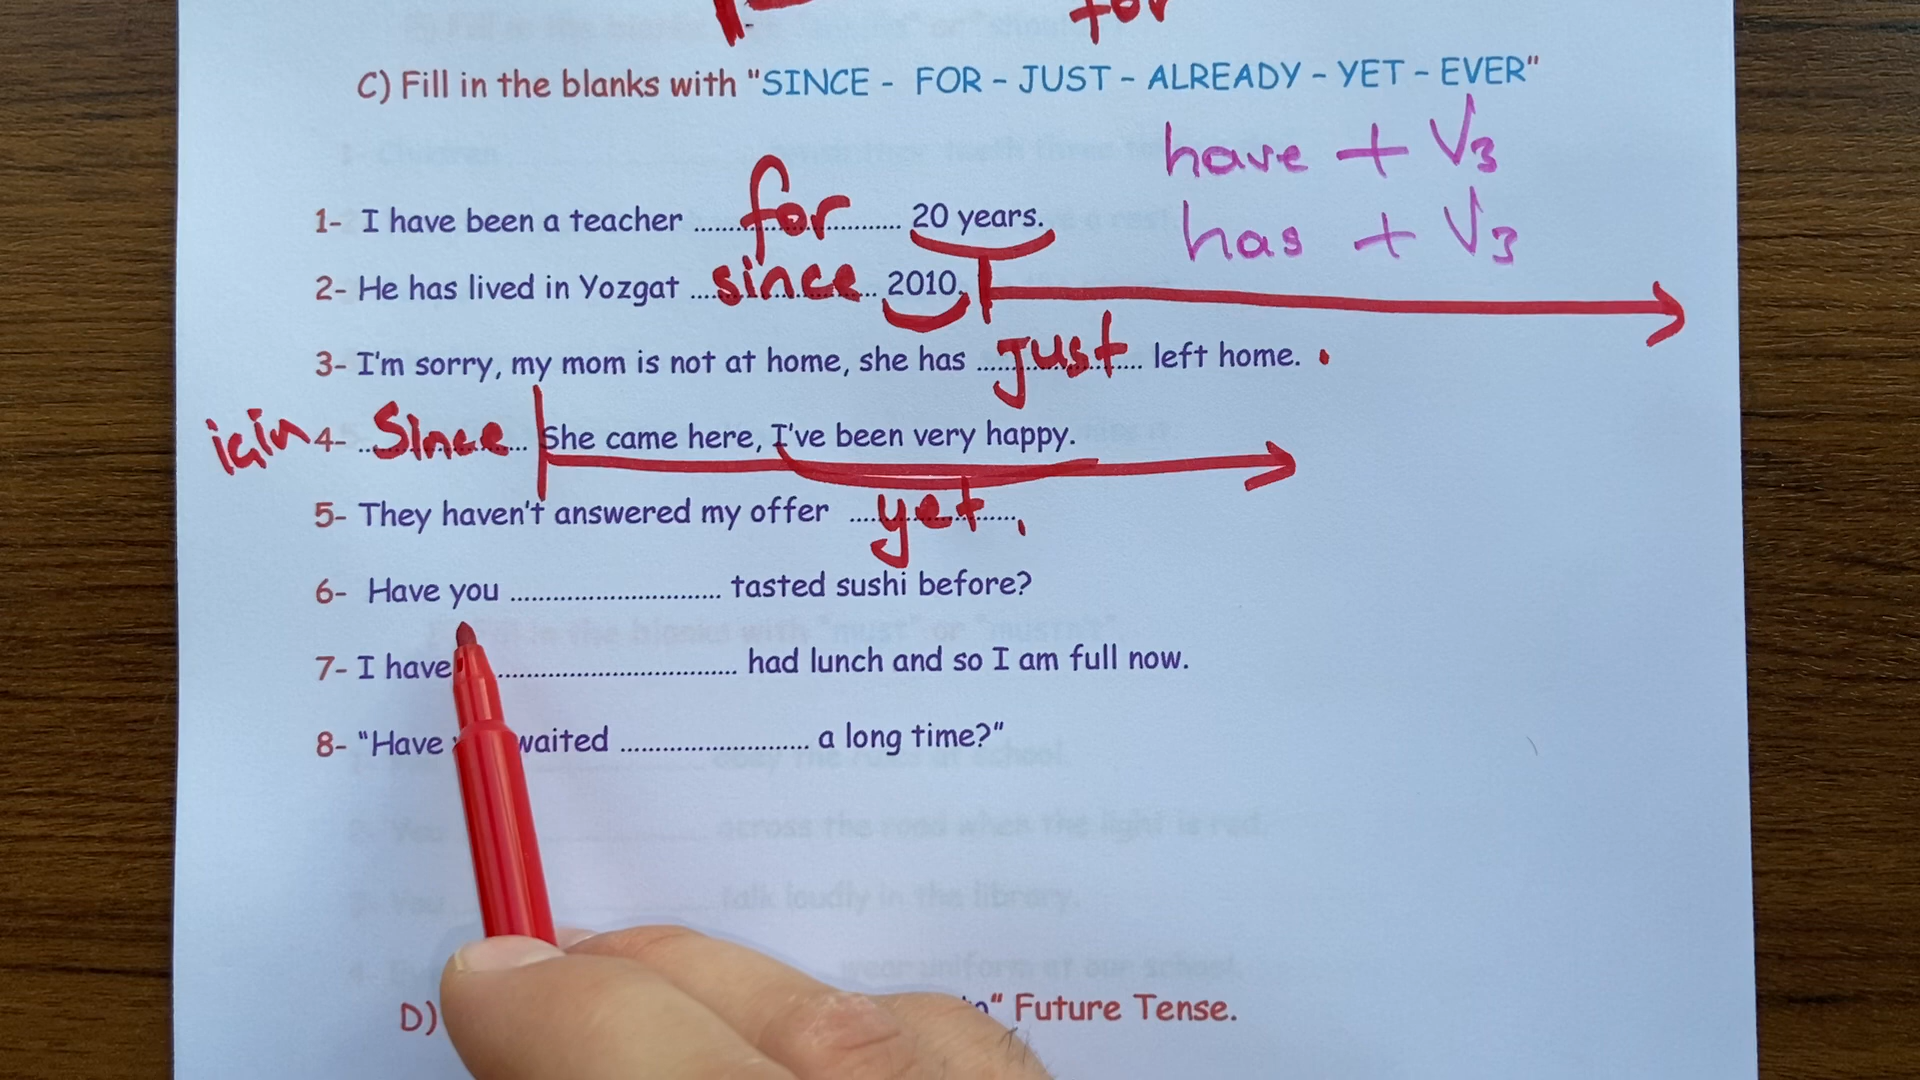 for
C) Fill in the blanks with "SINCE - FOR - JUST - ALREADY - YET - EVER"
have + V3
has + V3
1- I have been a teacher ..... for ..... 20 years.
2- He has lived in Yozgat ..... since ..... 2010.
3- I'm sorry, my mom is not at home, she has ..... Just ..... left home.
için 4- ..... Since ..... She came here, I've been very happy.
5- They haven't answered my offer ..... yet .....
6- Have you .............................. tasted sushi before?
7- I have .............................. had lunch and so I am full now.
8- "Have waited .............................. a long time?"
D) " Future Tense.